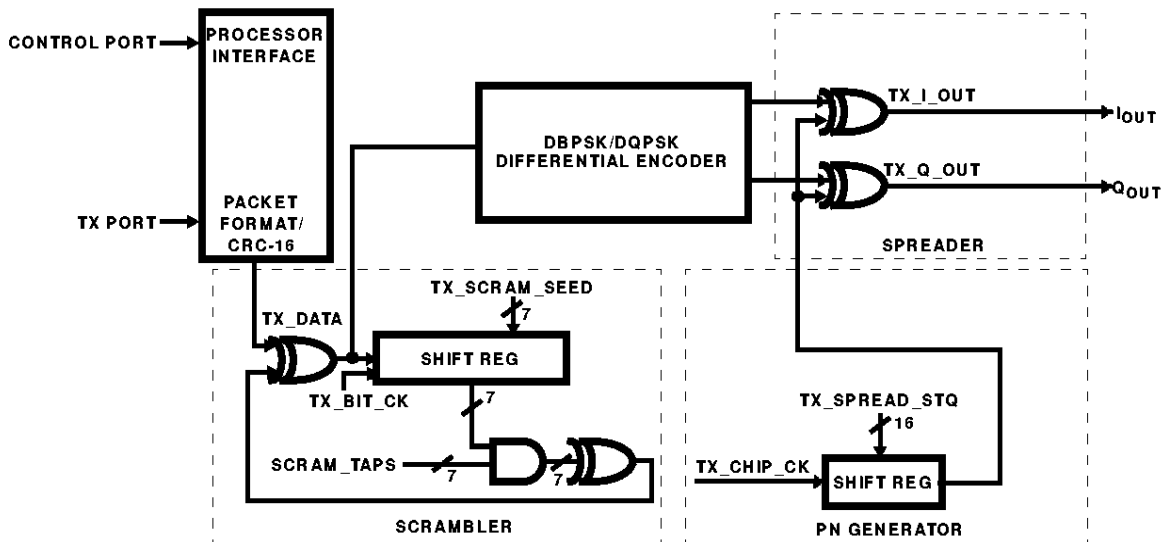 CONTROL PORT
PROCESSOR
INTERFACE
TX PORT
PACKET
FORMAT/
CRC-16
DBPSK/DQPSK
DIFFERENTIAL ENCODER
TX_I_OUT
IOUT
TX_Q_OUT
QOUT
SPREADER
TX_DATA
TX_SCRAM_SEED
7
SHIFT REG
TX_BIT_CK
7
SCRAM_TAPS
7
7
SCRAMBLER
TX_SPREAD_STQ
16
TX_CHIP_CK
SHIFT REG
PN GENERATOR